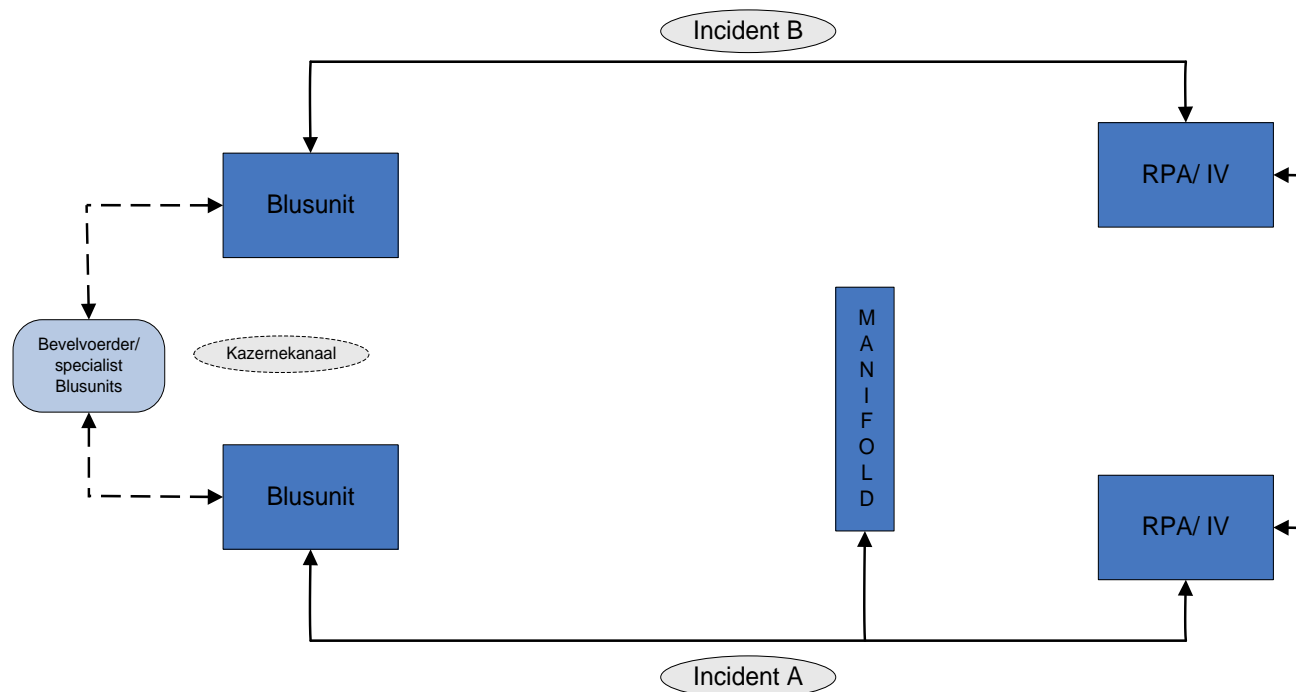 Incident B
Blusunit
RPA/ IV
Bevelvoerder/
specialist
Blusunits
Kazernekanaal
M
A
N
I
F
O
L
D
Blusunit
RPA/ IV
Incident A